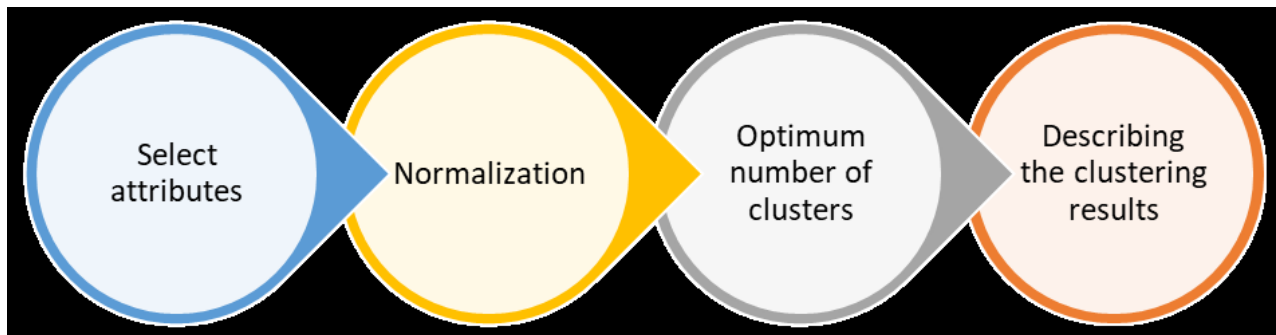 Select
attributes
Normalization
Optimum
number of
clusters
Describing
the clustering
results